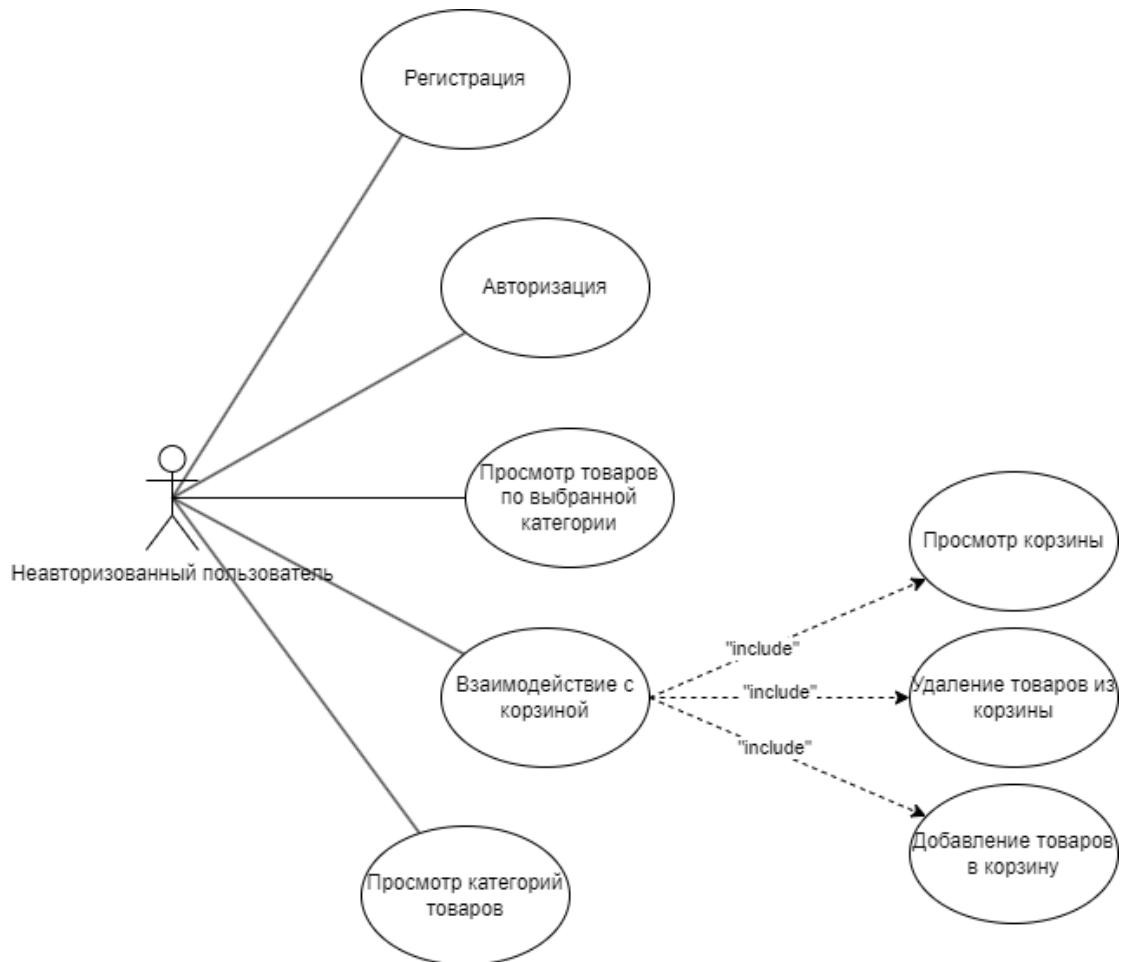 Регистрация
Авторизация
Просмотр товаров
по выбранной
категории
Неавторизованный пользователь
Просмотр корзины
"include"
Взаимодействие с
корзиной
"include"
Удаление товаров из
корзины
"include"
Добавление товаров
в корзину
Просмотр категорий
товаров